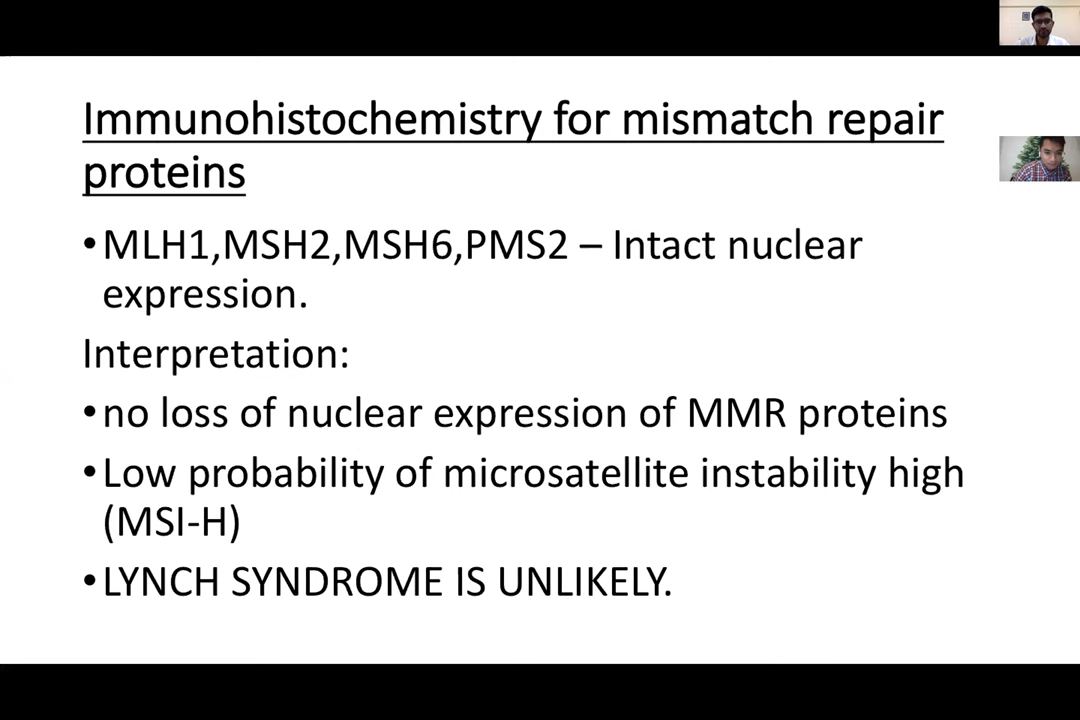 Immunohistochemistry for mismatch repair
proteins
•MLH1,MSH2,MSH6,PMS2 – Intact nuclear
expression.
Interpretation:
•no loss of nuclear expression of MMR proteins
•Low probability of microsatellite instability high
(MSI-H)
•LYNCH SYNDROME IS UNLIKELY.